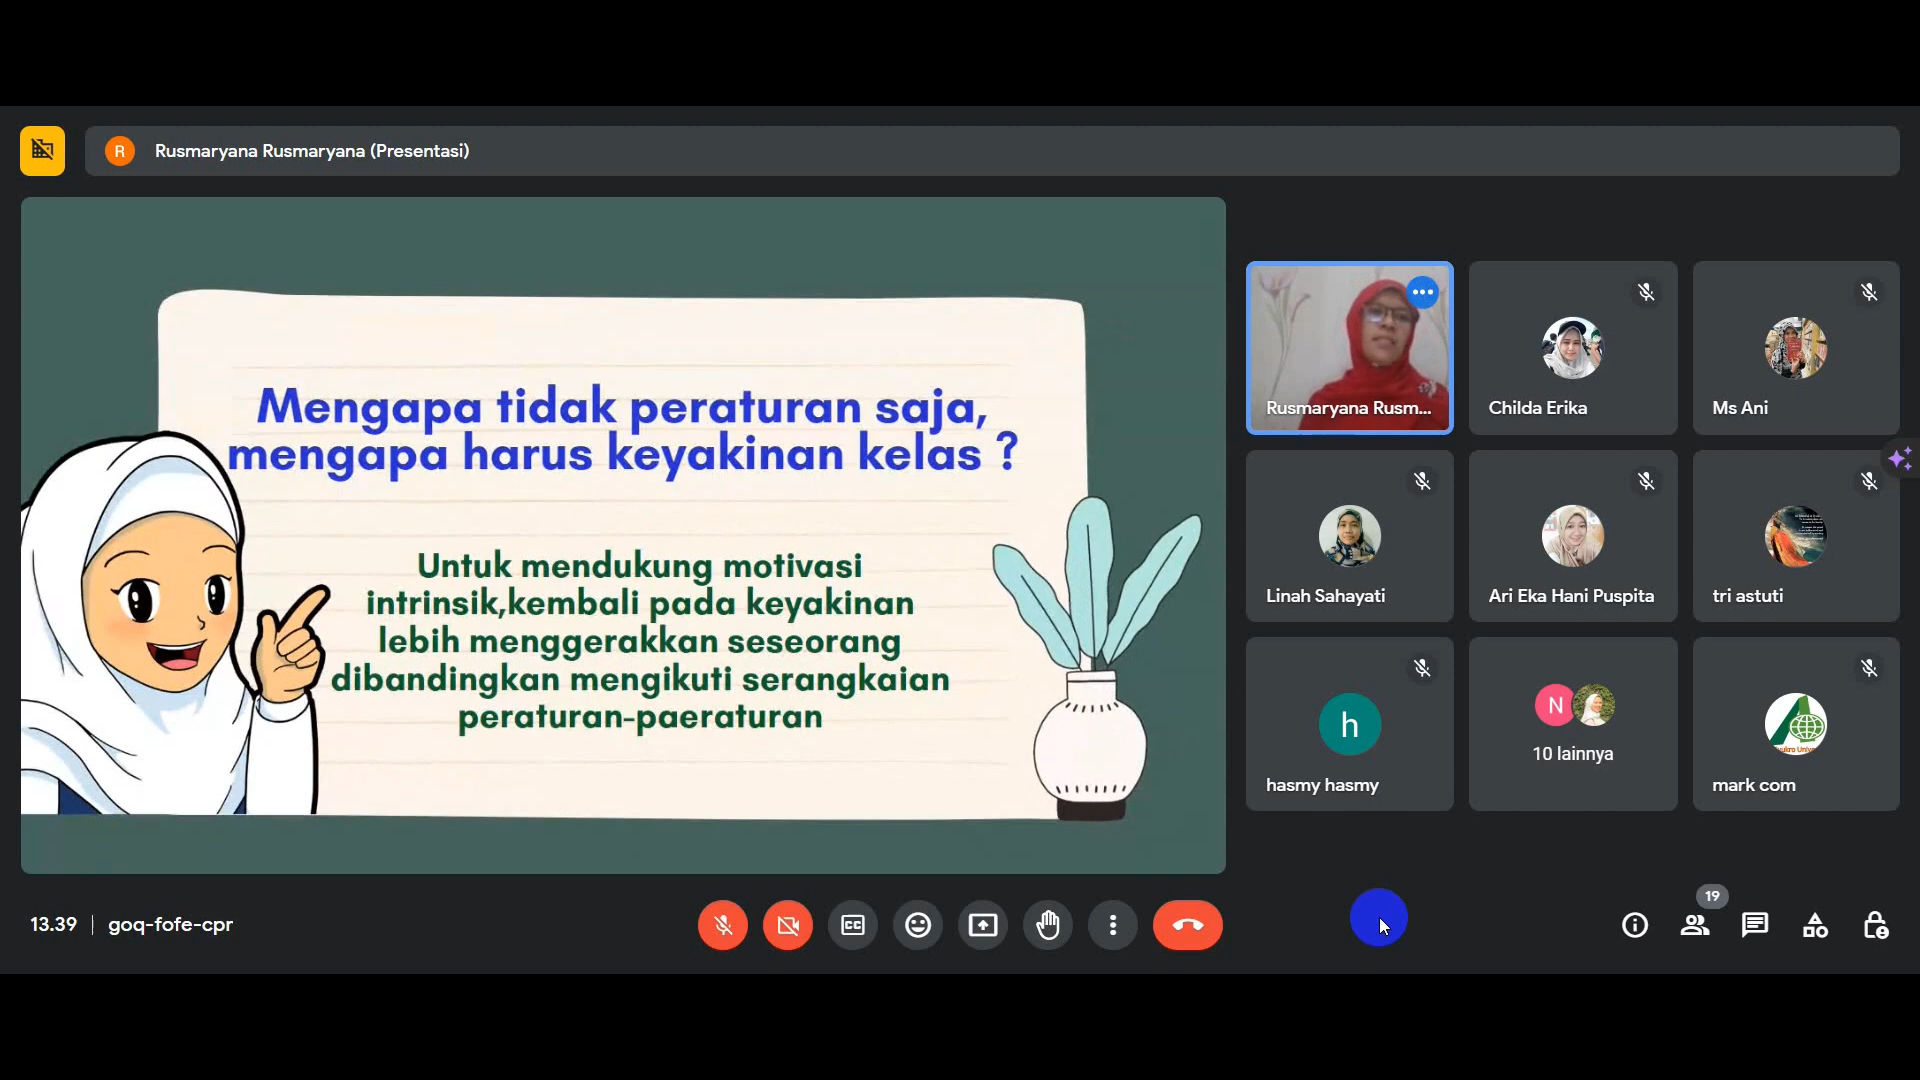 R
Rusmaryana Rusmaryana (Presentasi)
Mengapa tidak peraturan saja,
mengapa harus keyakinan kelas ?
Untuk mendukung motivasi
intrinsik,kembali pada keyakinan
lebih menggerakkan seseorang
dibandingkan mengikuti serangkaian
peraturan-paeraturan
Rusmaryana Rusm...
Childa Erika
Ms Ani
Linah Sahayati
Ari Eka Hani Puspita
tri astuti
h
hasmy hasmy
N
10 lainnya
mark com
13.39
goq-fofe-cpr
19